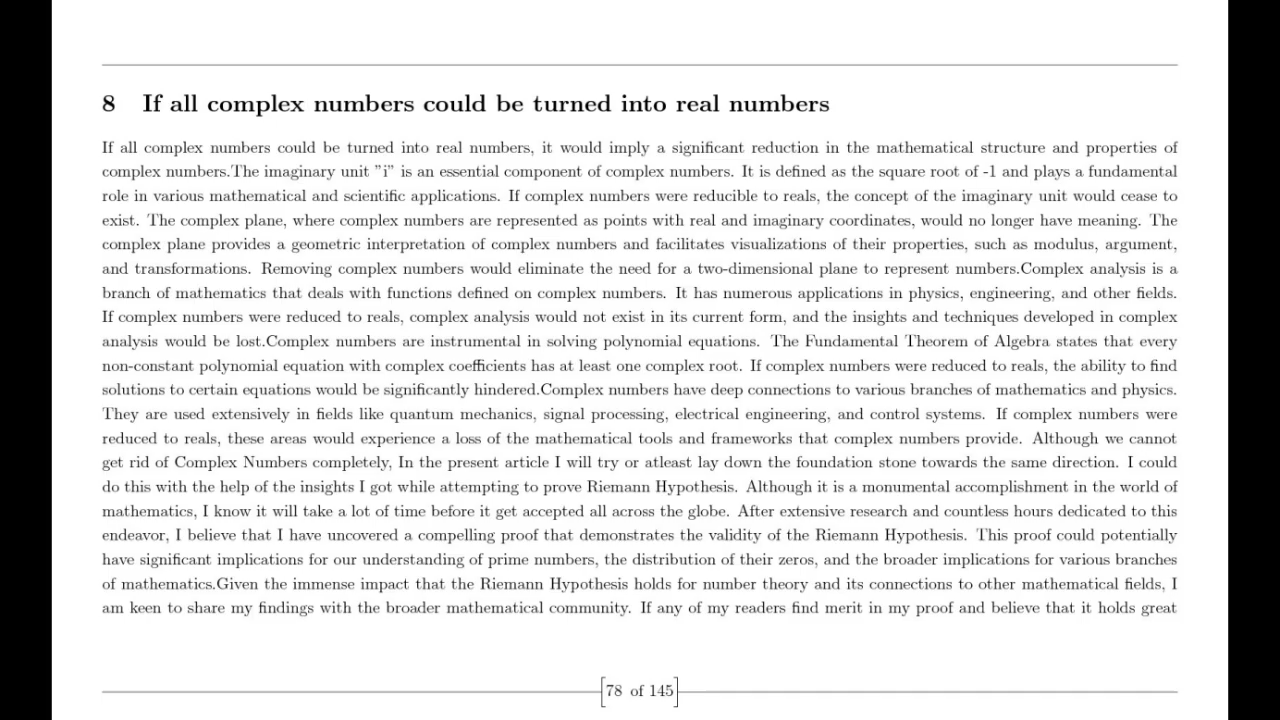 8 If all complex numbers could be turned into real numbers
If all complex numbers could be turned into real numbers, it would imply a significant reduction in the mathematical structure and properties of
complex numbers.The imaginary unit "i" is an essential component of complex numbers. It is defined as the square root of -1 and plays a fundamental
role in various mathematical and scientific applications. If complex numbers were reducible to reals, the concept of the imaginary unit would cease to
exist. The complex plane, where complex numbers are represented as points with real and imaginary coordinates, would no longer have meaning. The
complex plane provides a geometric interpretation of complex numbers and facilitates visualizations of their properties, such as modulus, argument,
and transformations. Removing complex numbers would eliminate the need for a two-dimensional plane to represent numbers.Complex analysis is a
branch of mathematics that deals with functions defined on complex numbers. It has numerous applications in physics, engineering, and other fields.
If complex numbers were reduced to reals, complex analysis would not exist in its current form, and the insights and techniques developed in complex
analysis would be lost.Complex numbers are instrumental in solving polynomial equations. The Fundamental Theorem of Algebra states that every
non-constant polynomial equation with complex coefficients has at least one complex root. If complex numbers were reduced to reals, the ability to find
solutions to certain equations would be significantly hindered.Complex numbers have deep connections to various branches of mathematics and physics.
They are used extensively in fields like quantum mechanics, signal processing, electrical engineering, and control systems. If complex numbers were
reduced to reals, these areas would experience a loss of the mathematical tools and frameworks that complex numbers provide. Although we cannot
get rid of Complex Numbers completely, In the present article I will try or atleast lay down the foundation stone towards the same direction. I could
do this with the help of the insights I got while attempting to prove Riemann Hypothesis. Although it is a monumental accomplishment in the world of
mathematics, I know it will take a lot of time before it get accepted all across the globe. After extensive research and countless hours dedicated to this
endeavor, I believe that I have uncovered a compelling proof that demonstrates the validity of the Riemann Hypothesis. This proof could potentially
have significant implications for our understanding of prime numbers, the distribution of their zeros, and the broader implications for various branches
of mathematics.Given the immense impact that the Riemann Hypothesis holds for number theory and its connections to other mathematical fields, I
am keen to share my findings with the broader mathematical community. If any of my readers find merit in my proof and believe that it holds great
78 of 145